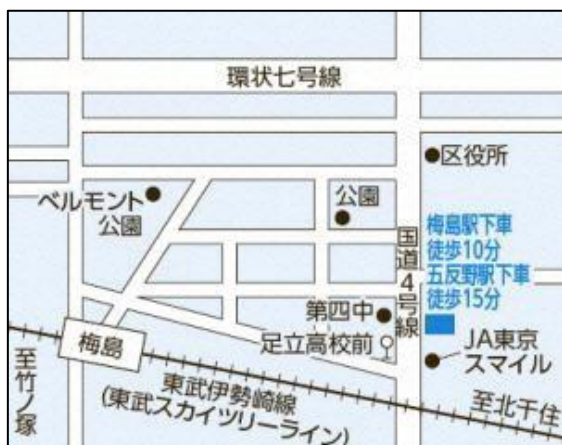 環状七号線
区役所
ベルモント
公園
公園
梅島駅下車
徒歩10分
五反野駅下車
徒歩15分
国道4号線
第四中
足立高校前
梅島
JA東京
スマイル
至竹ノ塚
東武伊勢崎線
(東武スカイツリーライン)
至北千住